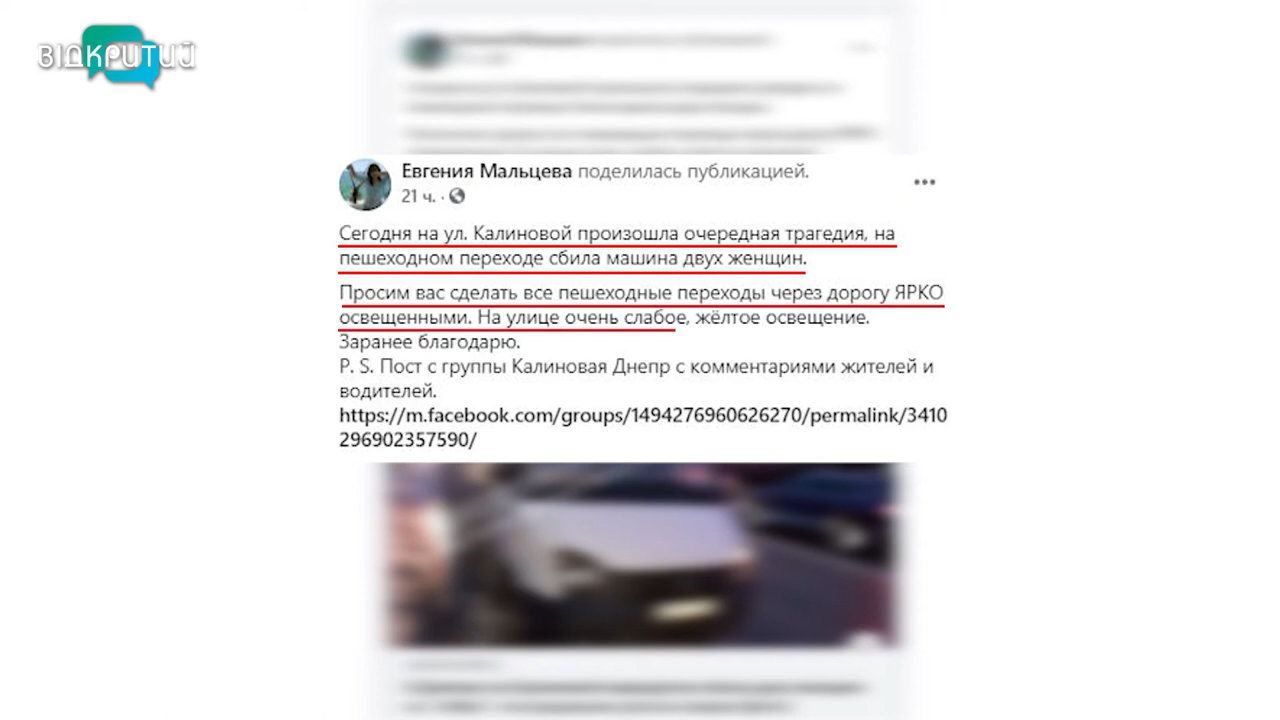 ВІДКРИТИЙ
Евгения Мальцева поделилась публикацией.
21 ч. ·
Сегодня на ул. Калиновой произошла очередная трагедия, на
пешеходном переходе сбила машина двух женщин.
Просим вас сделать все пешеходные переходы через дорогу ЯРКО
освещенными. На улице очень слабое, жёлтое освещение.
Заранее благодарю.
P. S. Пост с группы Калиновая Днепр с комментариями жителей и
водителей.
https://m.facebook.com/groups/1494276960626270/permalink/3410
296902357590/